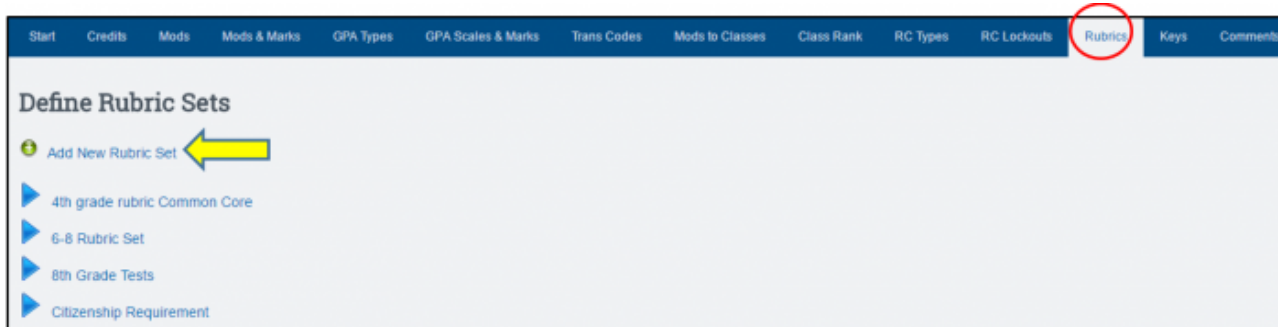 Start Credits Mods Mods & Marks GPA Types GPA Scales & Marks Trans Codes Mods to Classes Class Rank RC Types RC Lockouts Rubrics Keys Comments
Define Rubric Sets
Add New Rubric Set
4th grade rubric Common Core
6-8 Rubric Set
8th Grade Tests
Citizenship Requirement